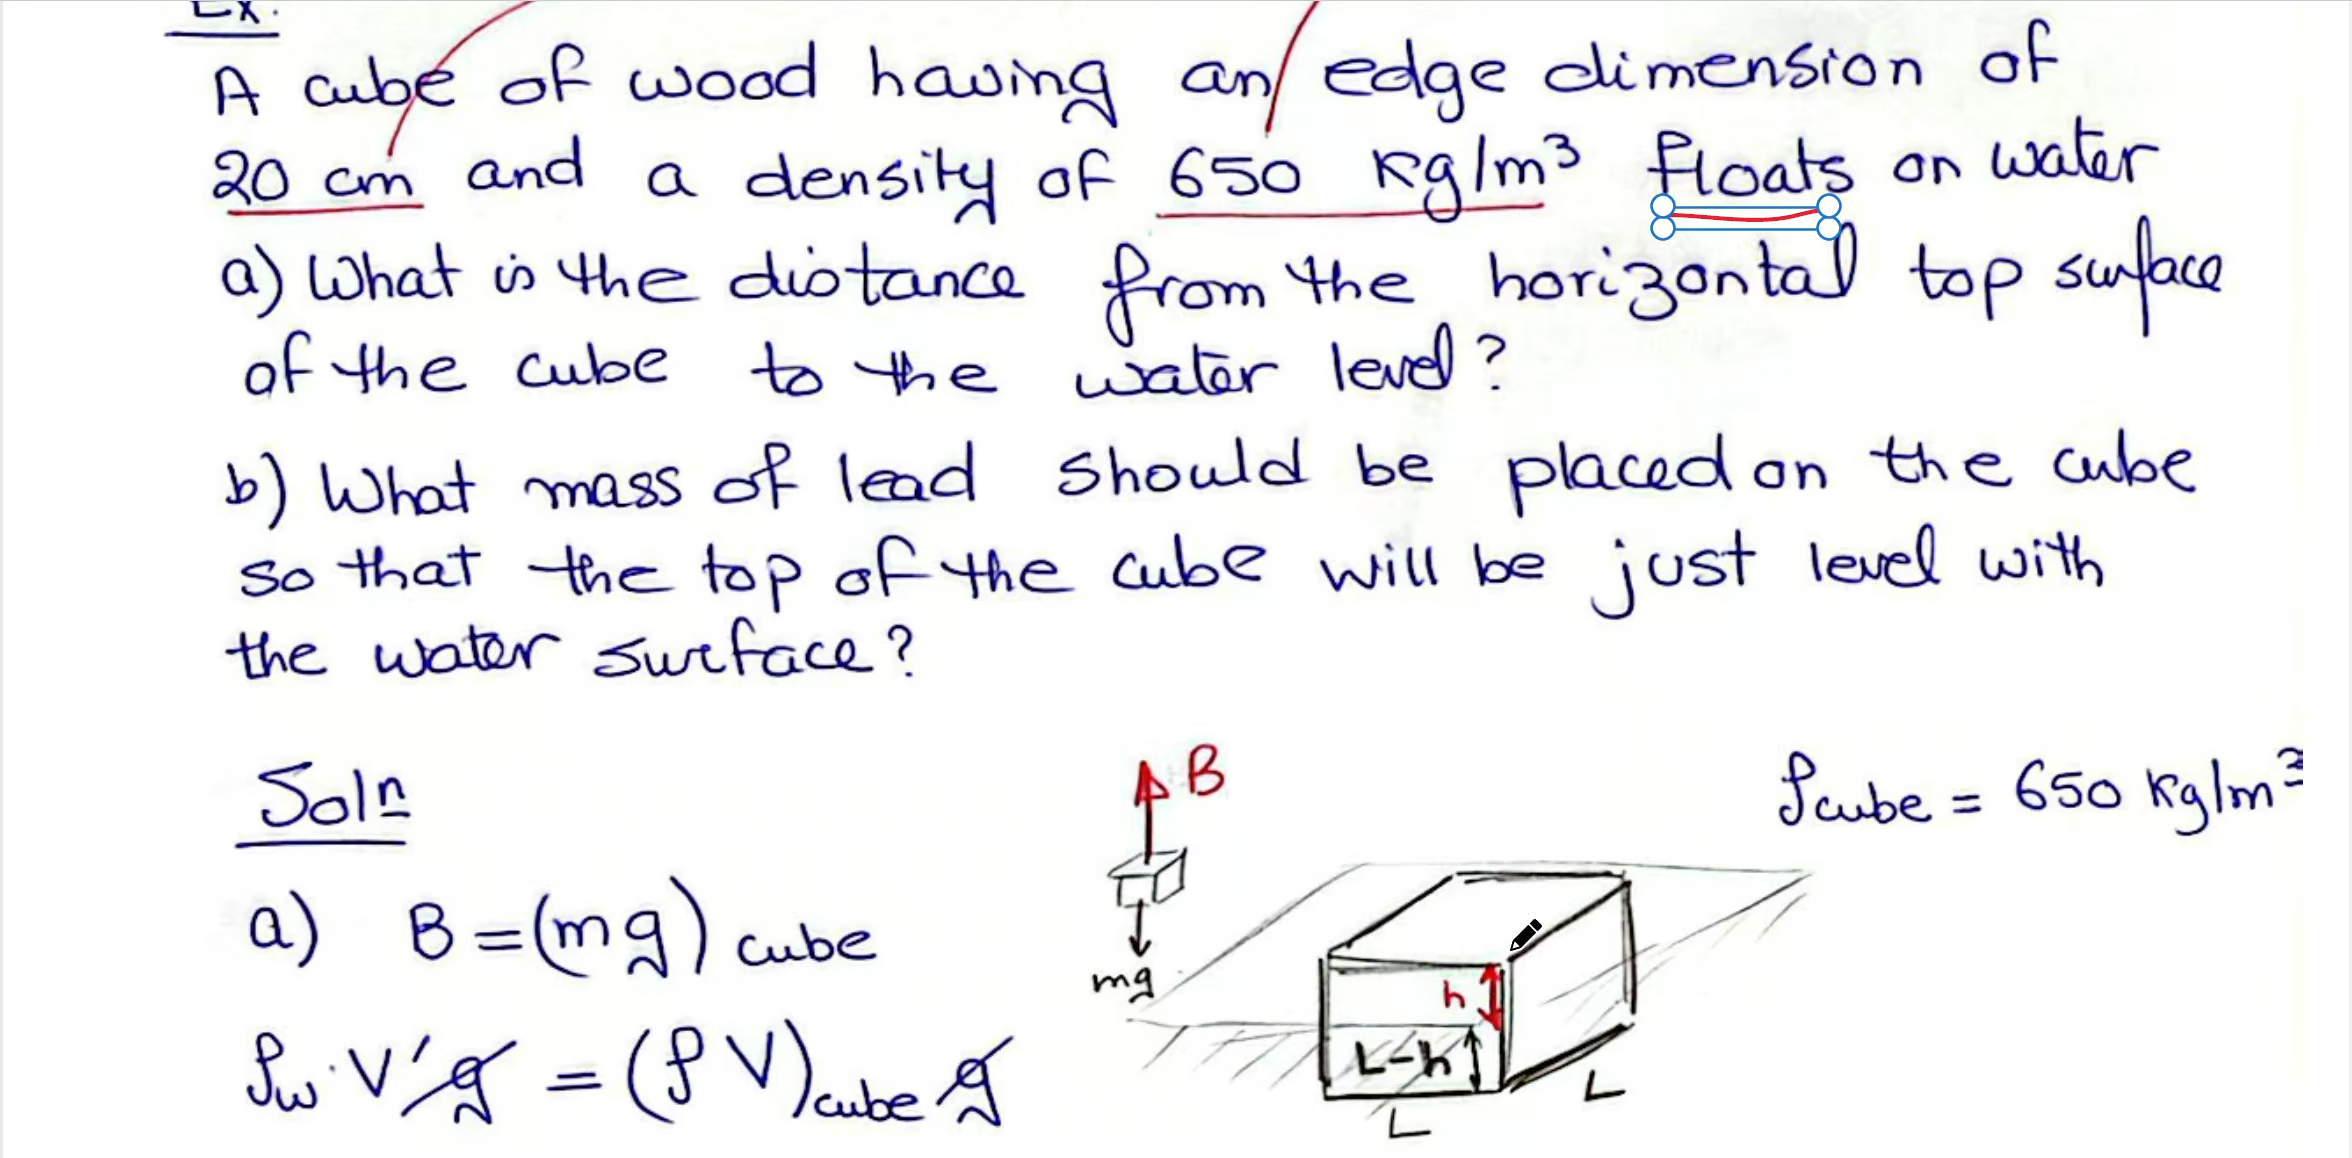 Ex.
A cube of wood having an edge dimension of
20 cm and a density of 650 kg/m³ floats on water
a) What is the distance from the horizontal top surface
of the cube to the water level?
b) What mass of lead should be placed on the cube
so that the top of the cube will be just level with
the water surface?
Soln
B
ρcube = 650 kg/m³
a) B = (mg) cube
mg
h
L-h
L
L
ρw · V' g = (ρ V)cube g